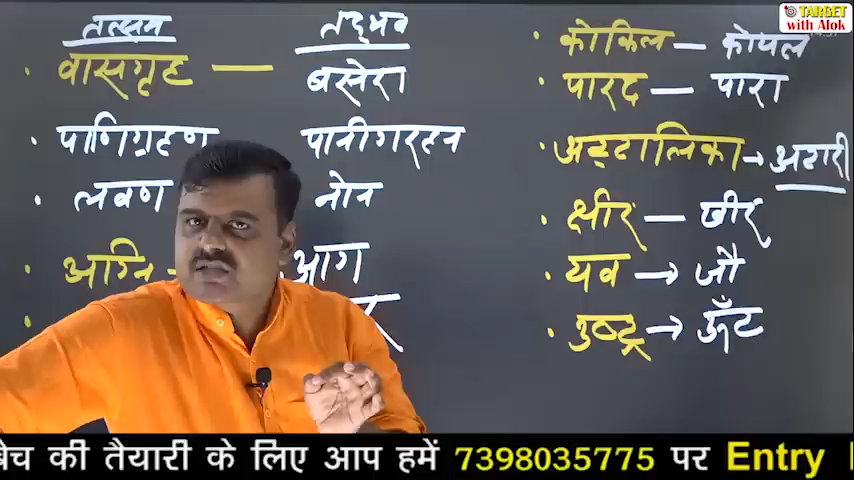 TARGET
with Alok
तत्सम तद्भव
वासगृह — बसेरा
पाणिग्रहण पानीगरहन
लवण नोन
अग्नि - आग
कोकिल — कोयल
पारद — पारा
अट्टालिका → अटारी
क्षीर — खीर
यव → जौ
उष्ट्र → ऊँट
बैच की तैयारी के लिए आप हमें 7398035775 पर Entry